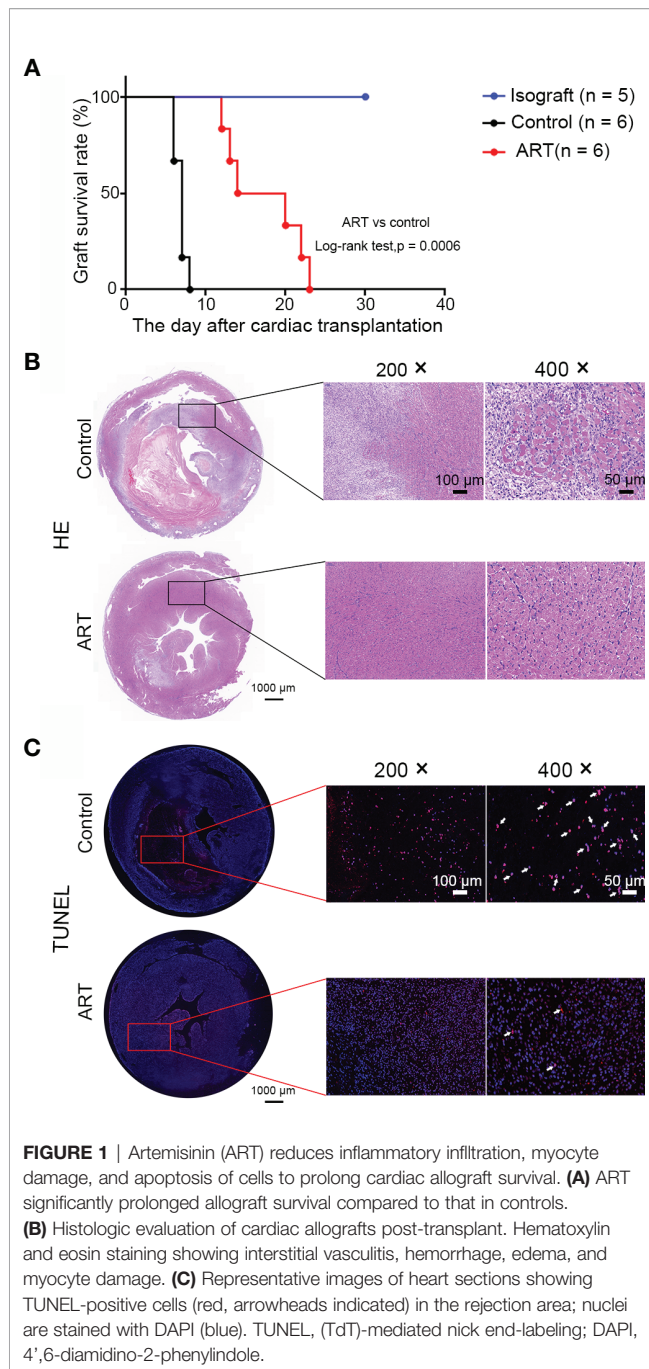 A
Graft survival rate (%)
100
50
0
0 10 20 30 40
The day after cardiac transplantation
Isograft (n = 5)
Control (n = 6)
ART(n = 6)
ART vs control
Log-rank test,p = 0.0006
B
200 × 400 ×
HE
Control
100 µm 50 µm
ART
1000 µm
C
200 × 400 ×
TUNEL
Control
100 µm 50 µm
ART
1000 µm
FIGURE 1 | Artemisinin (ART) reduces inflammatory inflltration, myocyte
damage, and apoptosis of cells to prolong cardiac allograft survival. (A) ART
significantly prolonged allograft survival compared to that in controls.
(B) Histologic evaluation of cardiac allografts post-transplant. Hematoxylin
and eosin staining showing interstitial vasculitis, hemorrhage, edema, and
myocyte damage. (C) Representative images of heart sections showing
TUNEL-positive cells (red, arrowheads indicated) in the rejection area; nuclei
are stained with DAPI (blue). TUNEL, (TdT)-mediated nick end-labeling; DAPI,
4',6-diamidino-2-phenylindole.